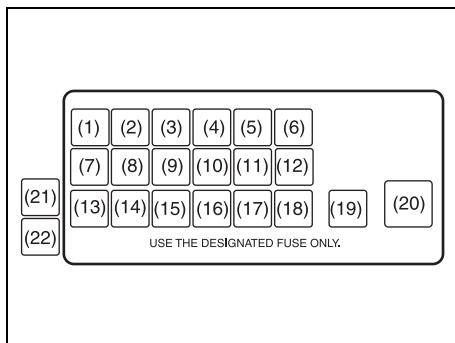 (1) (2) (3) (4) (5) (6)
(7) (8) (9) (10) (11) (12)
(21)
(13) (14) (15) (16) (17) (18) (19) (20)
(22)
USE THE DESIGNATED FUSE ONLY.